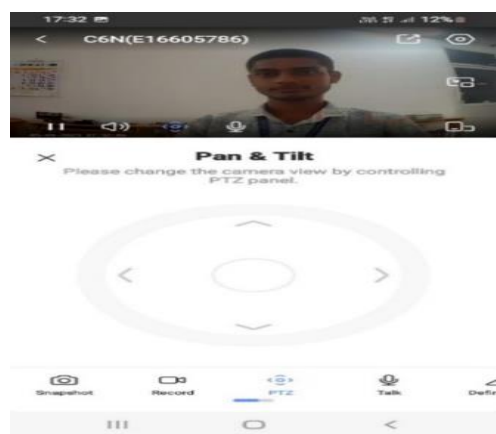 17:32
12%
C6N(E16605786)
Pan & Tilt
Please change the camera view by controlling
PTZ panel.
Snapshot
Record
PTZ
Talk
Defin